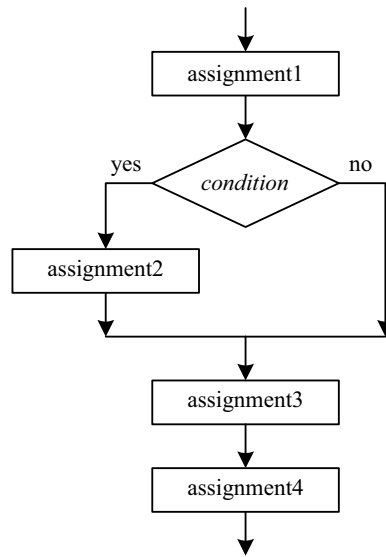 assignment1
yes
no
condition
assignment2
assignment3
assignment4